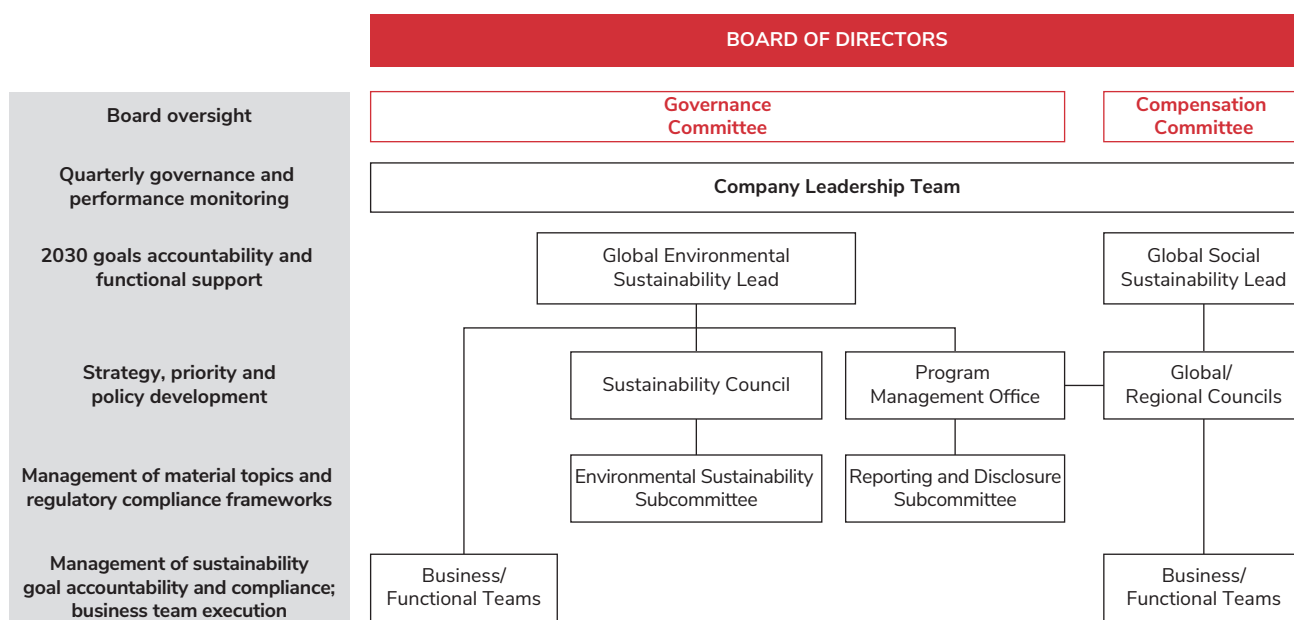 BOARD OF DIRECTORS
Board oversight
Governance
Committee
Compensation
Committee
Quarterly governance and
performance monitoring
Company Leadership Team
2030 goals accountability and
functional support
Global Environmental
Sustainability Lead
Global Social
Sustainability Lead
Strategy, priority and
policy development
Sustainability Council
Program
Management Office
Global/
Regional Councils
Management of material topics and
regulatory compliance frameworks
Environmental Sustainability
Subcommittee
Reporting and Disclosure
Subcommittee
Management of sustainability
goal accountability and compliance;
business team execution
Business/
Functional Teams
Business/
Functional Teams